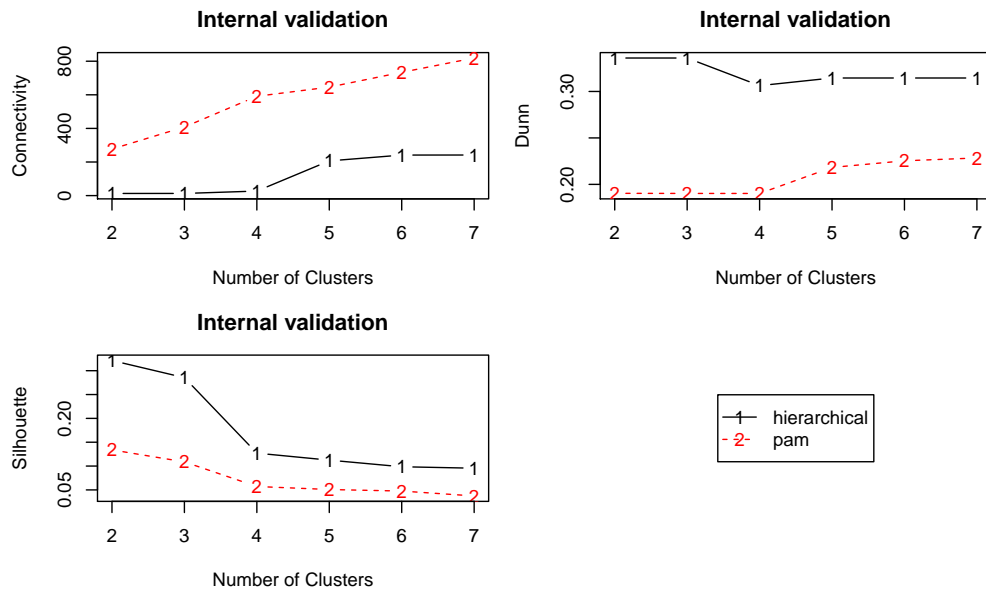 Internal validation
Connectivity
800
400
0
1 1 1 1 1 1
2 2 2 2 2 2
2 3 4 5 6 7
Number of Clusters
Internal validation
Dunn
0.30
0.20
1 1 1 1 1 1
2 2 2 2 2 2
2 3 4 5 6 7
Number of Clusters
Internal validation
Silhouette
0.20
0.05
1 1 1 1 1 1
2 2 2 2 2 2
2 3 4 5 6 7
Number of Clusters
1 hierarchical
2 pam